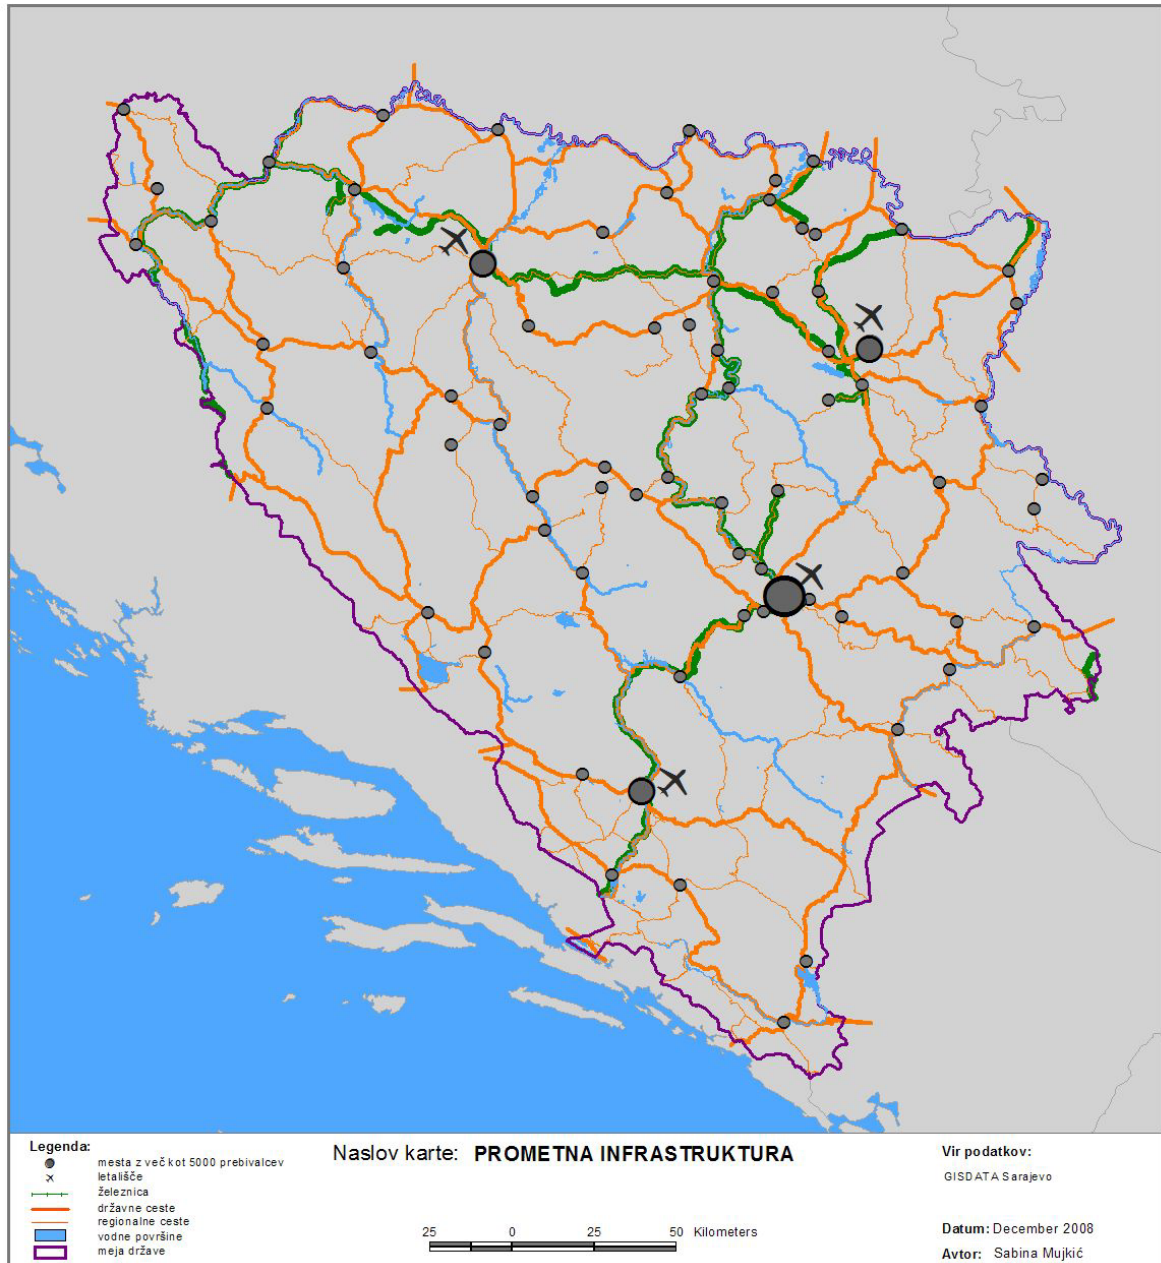 Legenda:
mesta z več kot 5000 prebivalcev
letališče
železnica
državne ceste
regionalne ceste
vodne površine
meja države
Naslov karte: PROMETNA INFRASTRUKTURA
25 0 25 50 Kilometers
Vir podatkov:
GISDATA Sarajevo
Datum: December 2008
Avtor: Sabina Mujkić